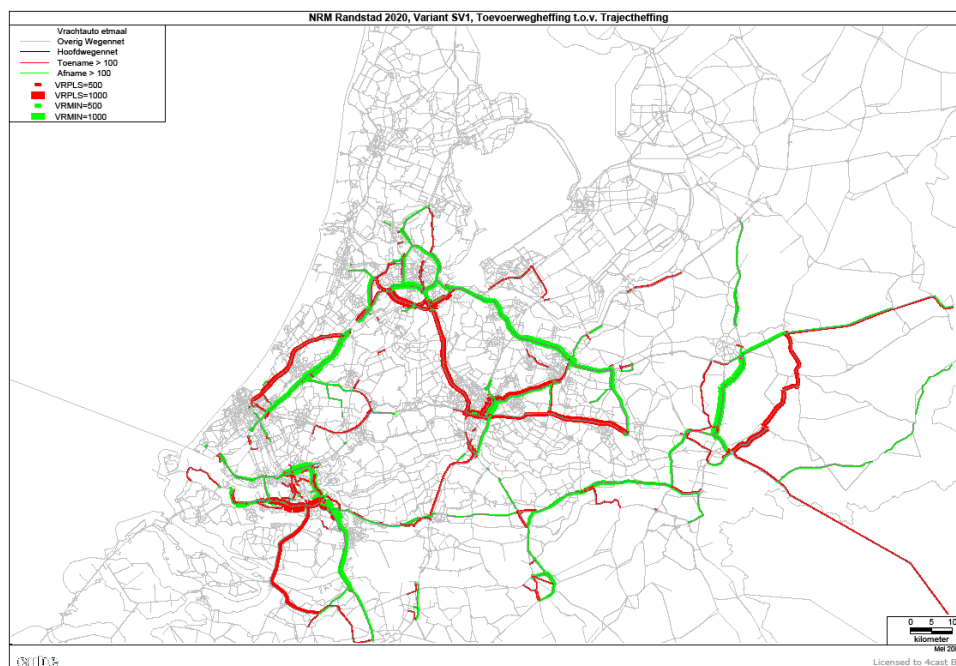 NRM Randstad 2020, Variant SV1, Toevoerwegheffing t.o.v. Trajectheffing
Vrachtauto etmaal
Overig Wegennet
Hoofdwegennet
Toename > 100
Afname > 100
VRPLS=500
VRPLS=1000
VRMIN=500
VRMIN=1000
0 5 10
kilometer
Mei
Licensed to 4cast